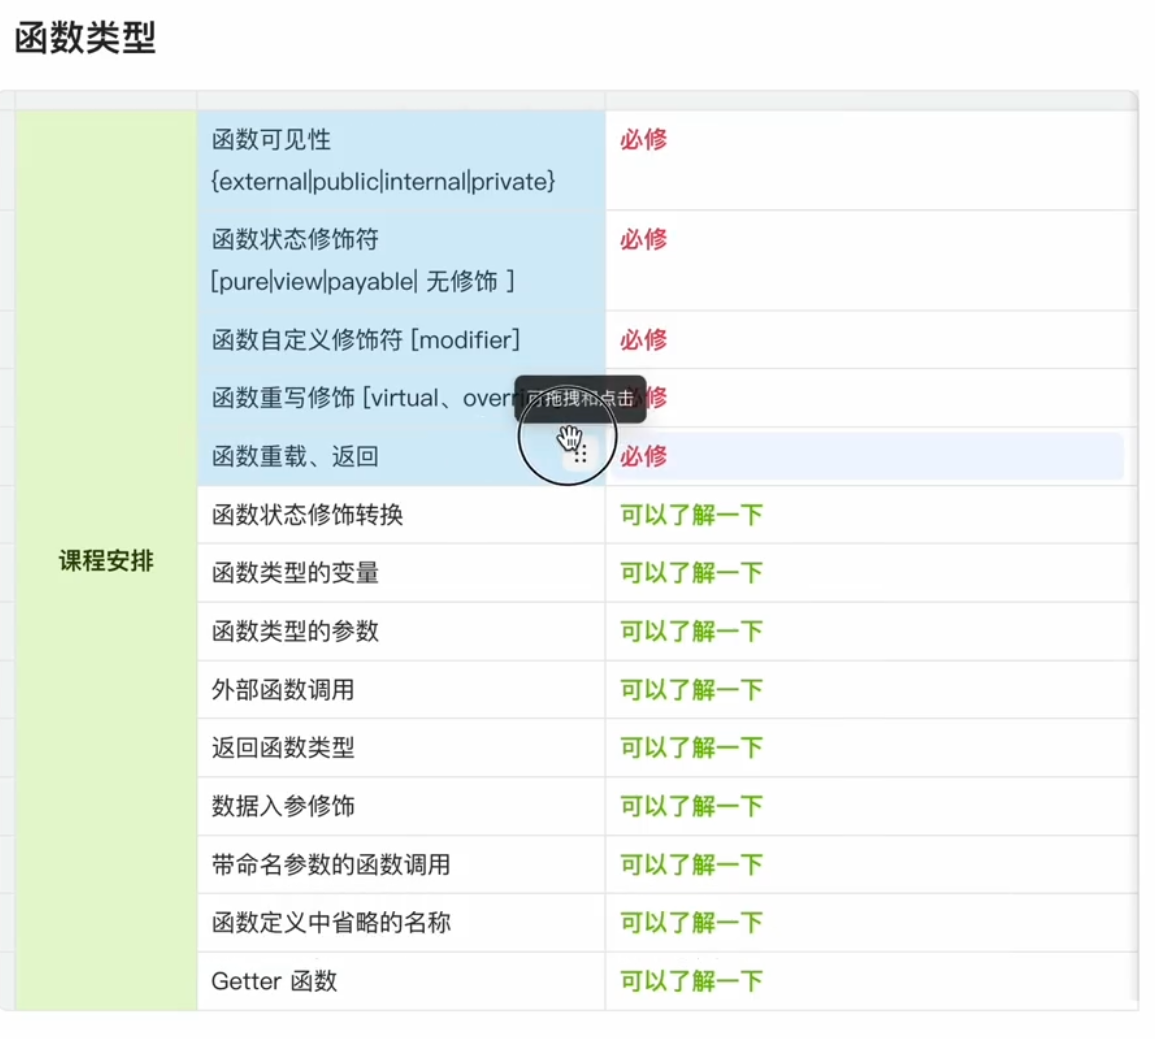 函数类型
函数可见性
必修
{external|public|internal|private}
函数状态修饰符
必修
[pure|view|payable| 无修饰 ]
函数自定义修饰符 [modifier]
必修
函数重写修饰 [virtual、
可拖拽和点击
必修
函数重载、返回
必修
函数状态修饰转换
可以了解一下
课程安排
函数类型的变量
可以了解一下
函数类型的参数
可以了解一下
外部函数调用
可以了解一下
返回函数类型
可以了解一下
数据入参修饰
可以了解一下
带命名参数的函数调用
可以了解一下
函数定义中省略的名称
可以了解一下
Getter 函数
可以了解一下